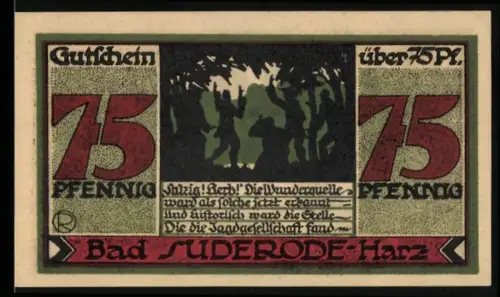 Gutschein über 75 Pf.
75 75
PFENNIG PFENNIG
Salzig! Herb! Die Wunderquelle
ward als solche jetzt erkannt
Und historisch ward die Stelle
Die die Jagdgesellschaft fand
R
Bad SUDERODE-Harz